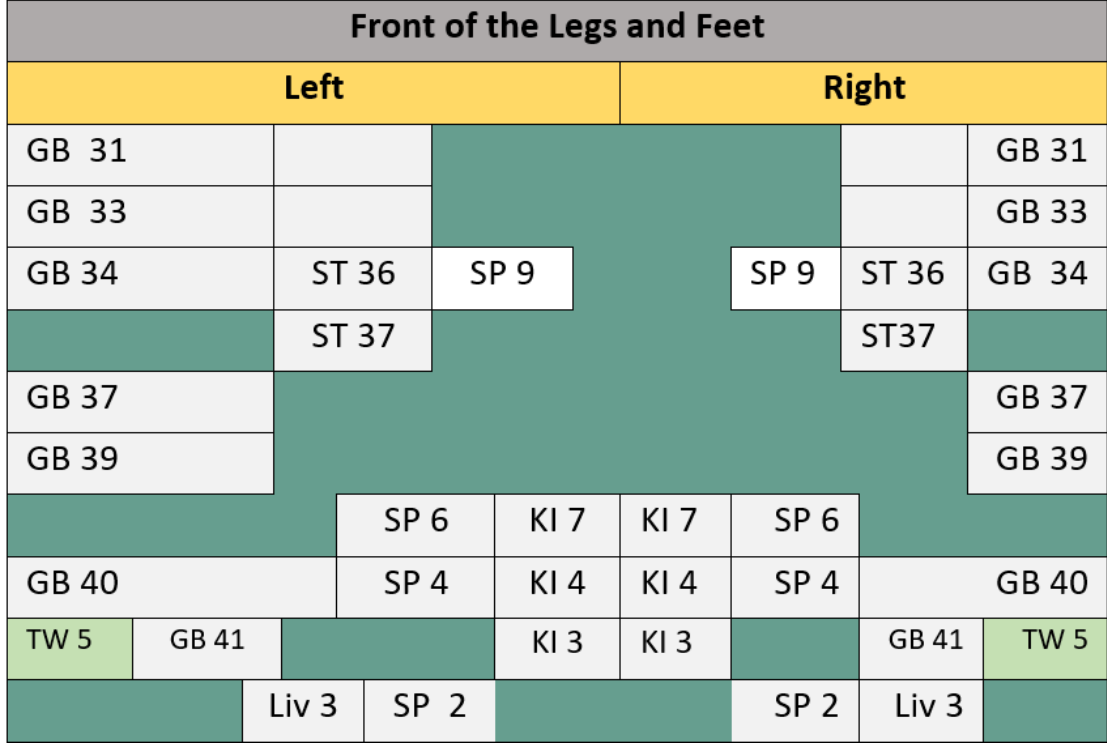 Front of the Legs and Feet
Left Right
GB 31 GB 31
GB 33 GB 33
GB 34 ST 36 SP 9 SP 9 ST 36 GB 34
ST 37 ST37
GB 37 GB 37
GB 39 GB 39
SP 6 KI 7 KI 7 SP 6
GB 40 SP 4 KI 4 KI 4 SP 4 GB 40
TW 5 GB 41 KI 3 KI 3 GB 41 TW 5
Liv 3 SP 2 SP 2 Liv 3